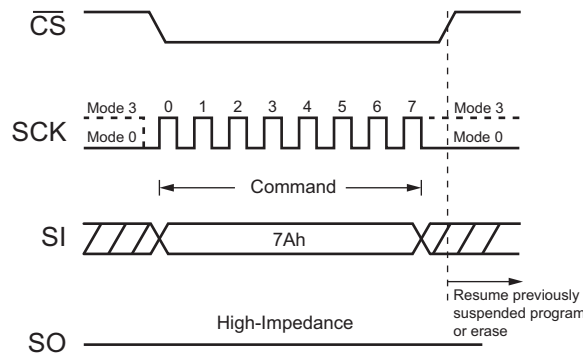 CS
Mode 3
0 1 2 3 4 5 6 7
Mode 3
SCK
Mode 0
Mode 0
Command
SI
7Ah
Resume previously
suspended program
or erase
High-Impedance
SO